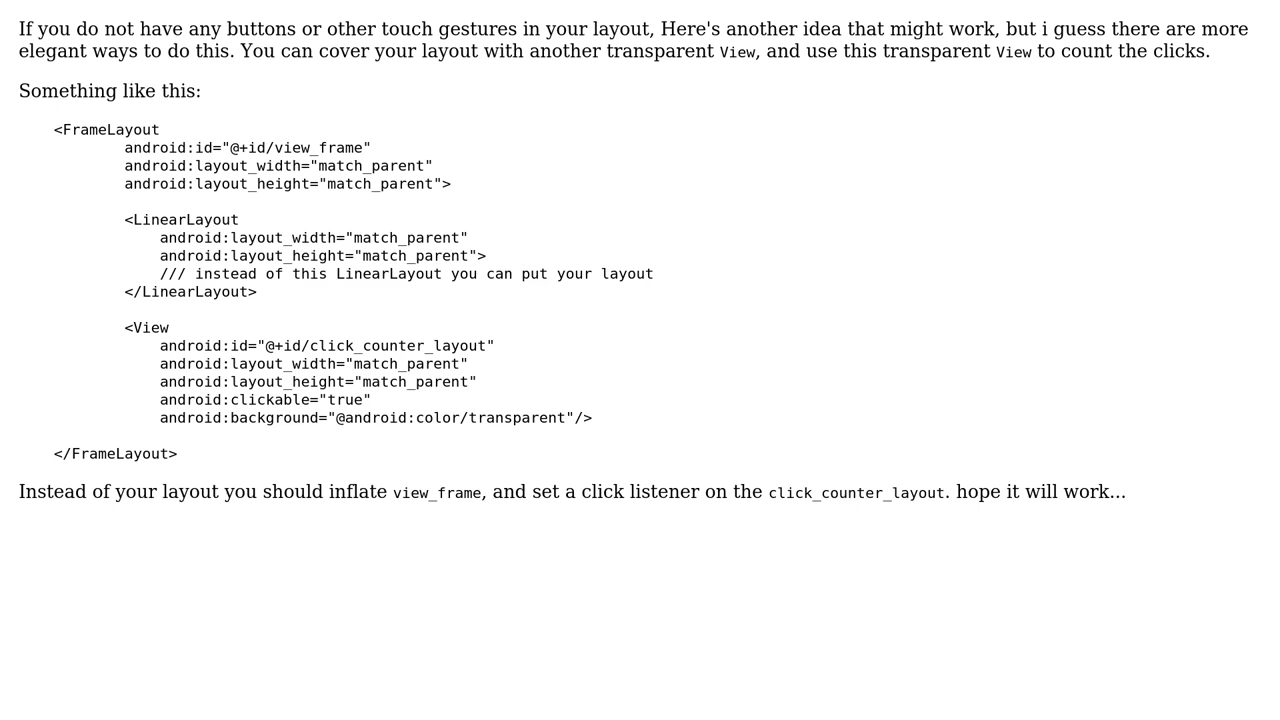 If you do not have any buttons or other touch gestures in your layout, Here's another idea that might work, but i guess there are more
elegant ways to do this. You can cover your layout with another transparent View, and use this transparent View to count the clicks.
Something like this:
<FrameLayout
android:id="@+id/view_frame"
android:layout_width="match_parent"
android:layout_height="match_parent">
<LinearLayout
android:layout_width="match_parent"
android:layout_height="match_parent">
/// instead of this LinearLayout you can put your layout
</LinearLayout>
<View
android:id="@+id/click_counter_layout"
android:layout_width="match_parent"
android:layout_height="match_parent"
android:clickable="true"
android:background="@android:color/transparent"/>
</FrameLayout>
Instead of your layout you should inflate view_frame, and set a click listener on the click_counter_layout. hope it will work...